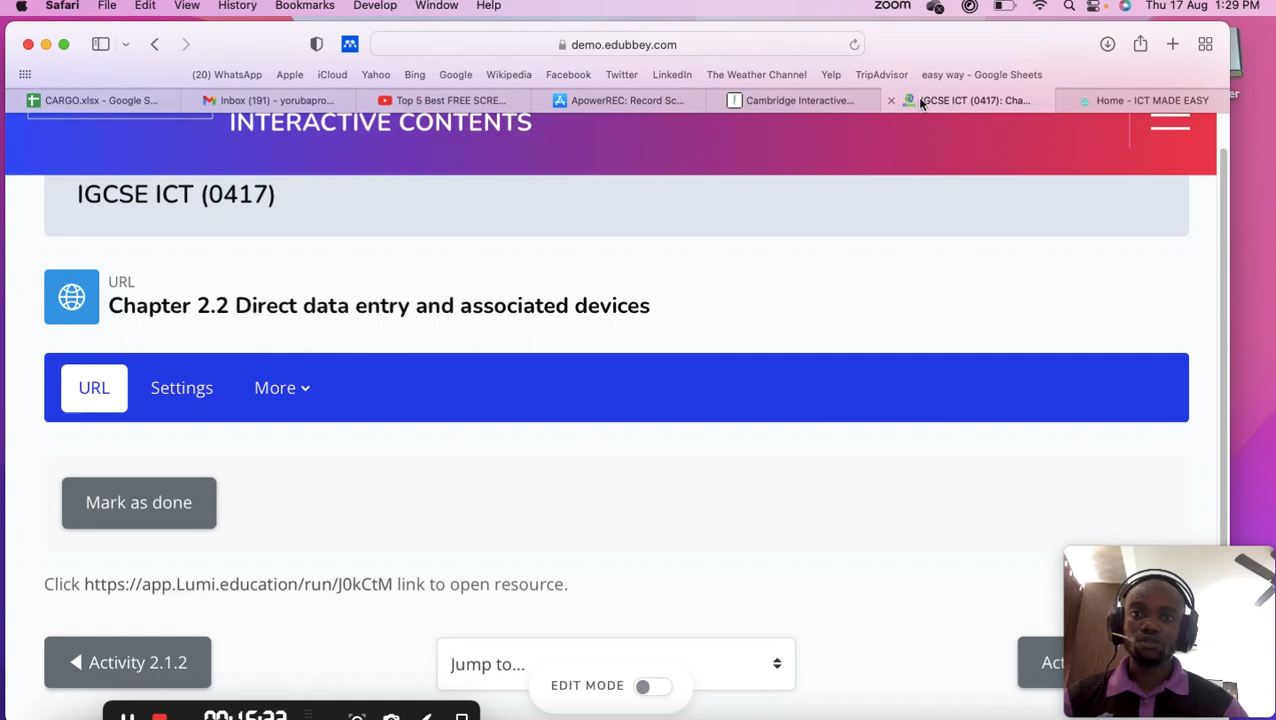 Safari File Edit View History Bookmarks Develop Window Help zoom Thu 17 Aug 1:29 PM
demo.edubbey.com
(20) WhatsApp Apple iCloud Yahoo Bing Google Wikipedia Facebook Twitter LinkedIn The Weather Channel Yelp TripAdvisor easy way - Google Sheets
CARGO.xlsx - Google S... Inbox (191) - yorubapro... Top 5 Best FREE SCRE... ApowerREC: Record Sc... Cambridge Interactive... IGCSE ICT (0417): Cha... Home - ICT MADE EASY
INTERACTIVE CONTENTS
IGCSE ICT (0417)
URL
Chapter 2.2 Direct data entry and associated devices
URL Settings More
Mark as done
Click https://app.Lumi.education/run/J0kCtM link to open resource.
Activity 2.1.2 Jump to...
EDIT MODE